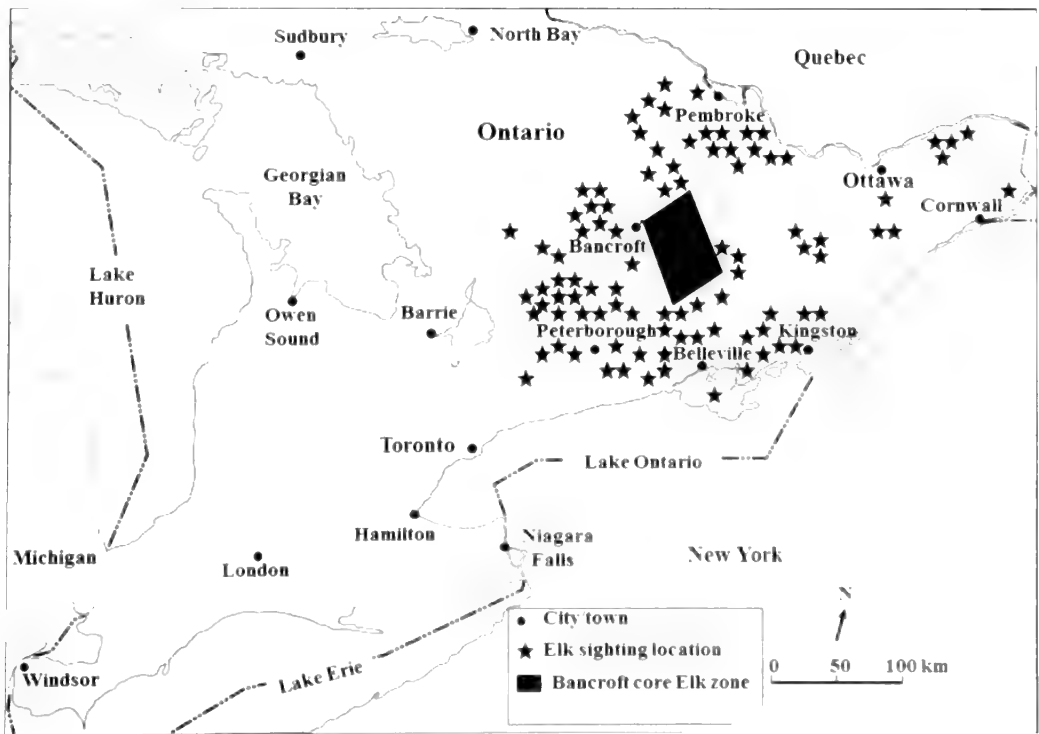 Sudbury
North Bay
Quebec
Ontario
Pembroke
Georgian
Bay
Ottawa
Cornwall
Bancroft
Lake
Huron
Owen
Sound
Barrie
Peterborough
Kingston
Belleville
Toronto
Lake Ontario
Hamilton
Niagara
Falls
Michigan
London
New York
N
City town
Elk sighting location
Bancroft core Elk zone
0 50 100 km
Windsor
Lake Erie